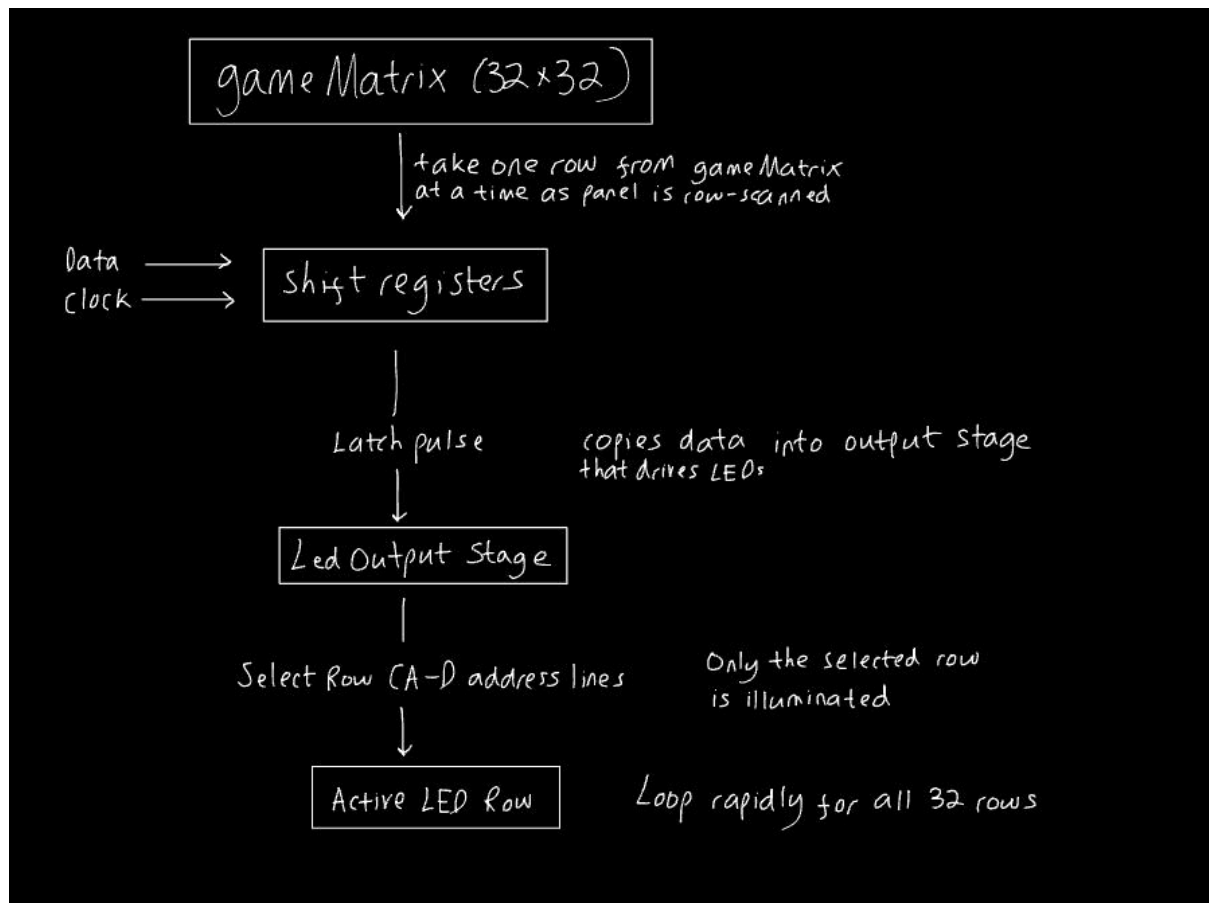 gameMatrix (32x32)
take one row from gameMatrix
at a time as panel is row-scanned
Data
Clock
Shift registers
Latch pulse
copies data into output stage
that drives LEDs
Led Output Stage
Select Row CA-D address lines
Only the selected row
is illuminated
Active LED Row
Loop rapidly for all 32 rows